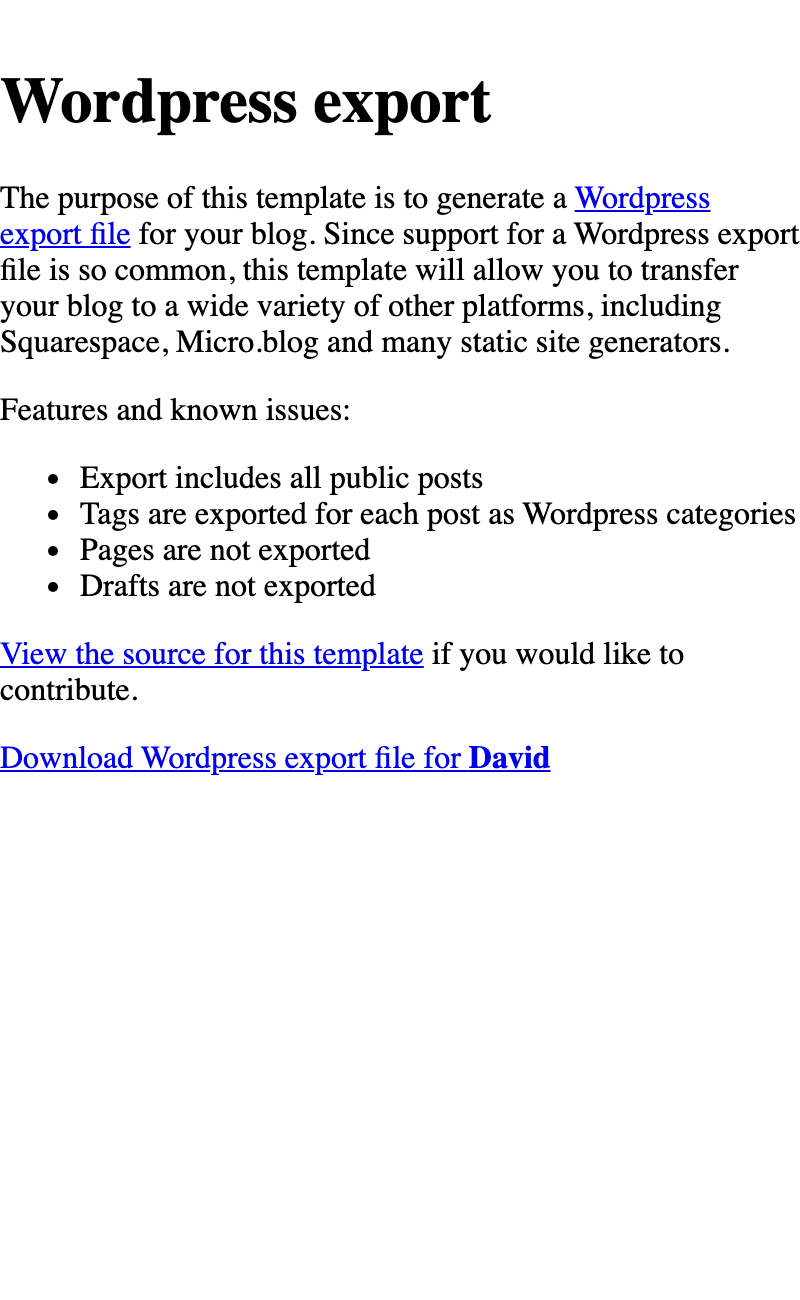 Wordpress export
The purpose of this template is to generate a Wordpress
export file for your blog. Since support for a Wordpress export
file is so common, this template will allow you to transfer
your blog to a wide variety of other platforms, including
Squarespace, Micro.blog and many static site generators.
Features and known issues:
• Export includes all public posts
• Tags are exported for each post as Wordpress categories
• Pages are not exported
• Drafts are not exported
View the source for this template if you would like to
contribute.
Download Wordpress export file for David